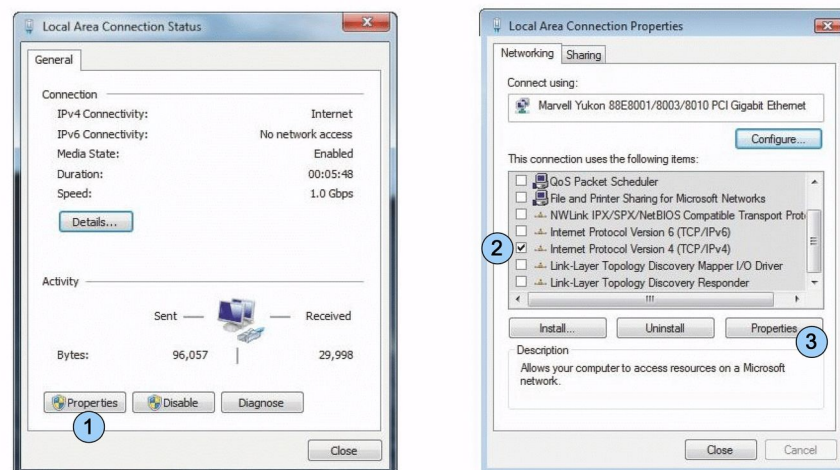 Local Area Connection Status
General
Connection
IPv4 Connectivity: Internet
IPv6 Connectivity: No network access
Media State: Enabled
Duration: 00:05:48
Speed: 1.0 Gbps
Details...
Activity
Sent Received
Bytes: 96,057 29,998
Properties Disable Diagnose
1
Close
Local Area Connection Properties
Networking Sharing
Connect using:
Marvell Yukon 88E8001/8003/8010 PCI Gigabit Ethernet
Configure...
This connection uses the following items:
QoS Packet Scheduler
File and Printer Sharing for Microsoft Networks
NWLink IPX/SPX/NetBIOS Compatible Transport Proto
Internet Protocol Version 6 (TCP/IPv6)
2 Internet Protocol Version 4 (TCP/IPv4)
Link-Layer Topology Discovery Mapper I/O Driver
Link-Layer Topology Discovery Responder
Install... Uninstall Properties
3
Description
Allows your computer to access resources on a Microsoft
network.
Close Cancel